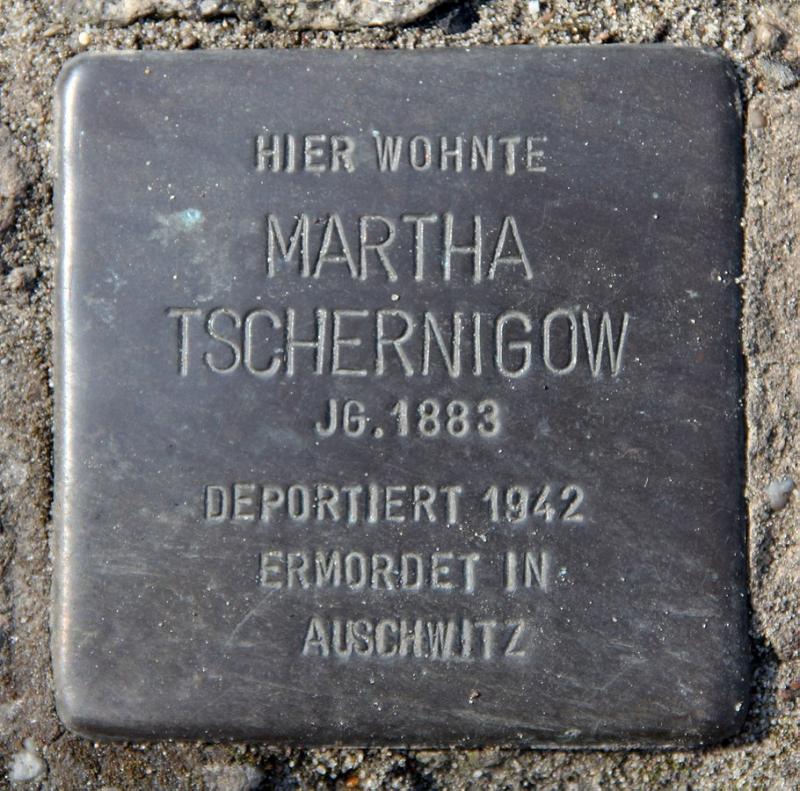 HIER WOHNTE
MARTHA
TSCHERNIGOW
JG.1883
DEPORTIERT 1942
ERMORDET IN
AUSCHWITZ